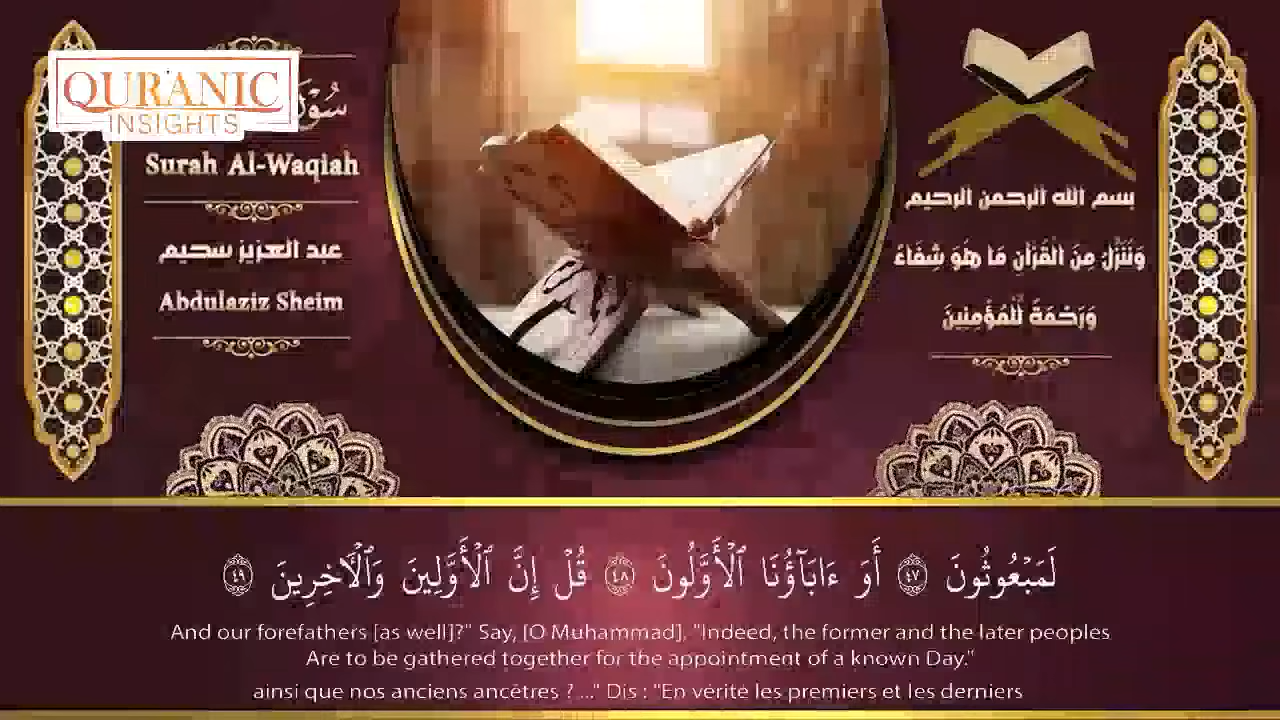 QURANIC
INSIGHTS
Surah Al-Waqiah
عبد العزيز سحيم
Abdulaziz Sheim
بسم الله الرحمن الرحيم
وَنُنَزِّلُ مِنَ الْقُرْآنِ مَا هُوَ شِفَاءٌ
وَرَحْمَةٌ لِّلْمُؤْمِنِينَ
لَمَبْعُوثُونَ ٤٧ أَوَ ءَابَآؤُنَا ٱلْأَوَّلُونَ ٤٨ قُلْ إِنَّ ٱلْأَوَّلِينَ وَٱلْأَخِرِينَ ٤٩
And our forefathers [as well]?" Say, [O Muhammad], "Indeed, the former and the later peoples
Are to be gathered together for the appointment of a known Day."
ainsi que nos anciens ancêtres ? ..." Dis : "En vérité les premiers et les derniers